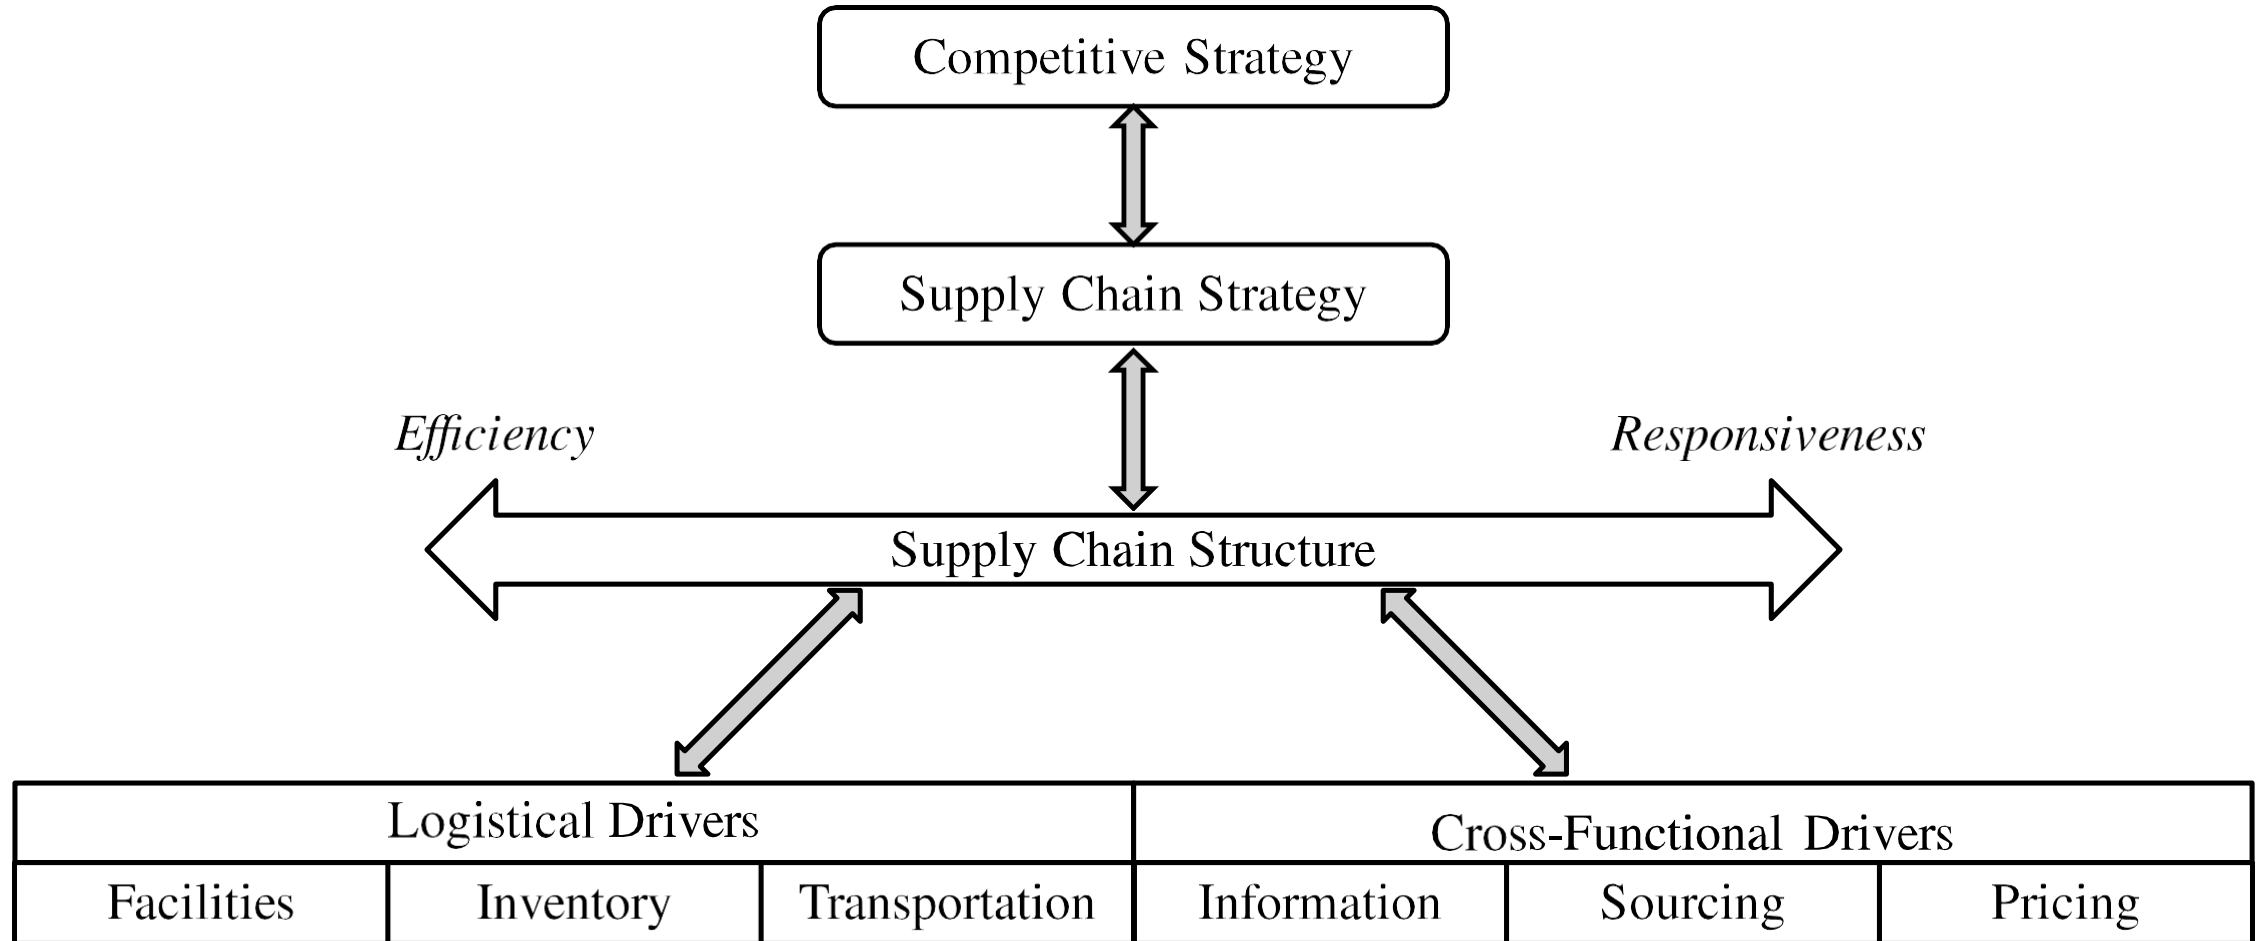 Competitive Strategy
Supply Chain Strategy
Efficiency
Responsiveness
Supply Chain Structure
Logistical Drivers
Cross-Functional Drivers
Facilities
Inventory
Transportation
Information
Sourcing
Pricing